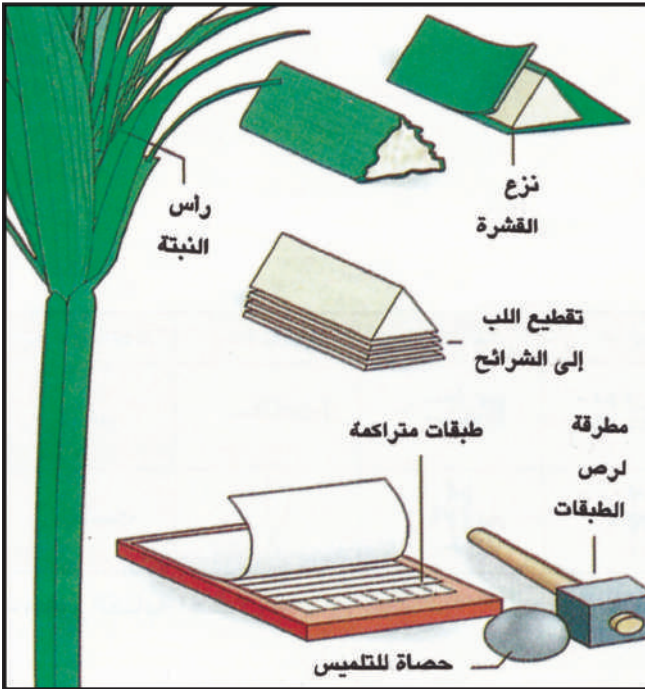 نزع
القشرة
رأس
النبتة
تقطيع اللب
إلى الشرائح
طبقات متراكمة
مطرقة
لرص
الطبقات
حصاة للتلميس